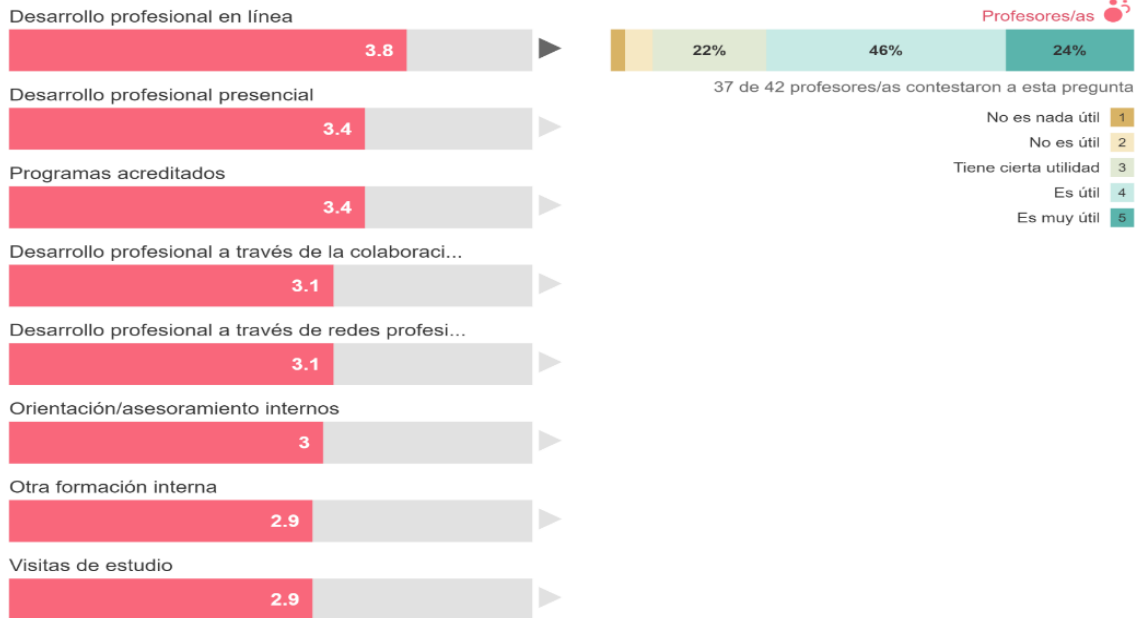 Desarrollo profesional en línea
3.8
Desarrollo profesional presencial
3.4
Programas acreditados
3.4
Desarrollo profesional a través de la colaboraci...
3.1
Desarrollo profesional a través de redes profesi...
3.1
Orientación/asesoramiento internos
3
Otra formación interna
2.9
Visitas de estudio
2.9
Profesores/as
22% 46% 24%
37 de 42 profesores/as contestaron a esta pregunta
No es nada útil 1
No es útil 2
Tiene cierta utilidad 3
Es útil 4
Es muy útil 5